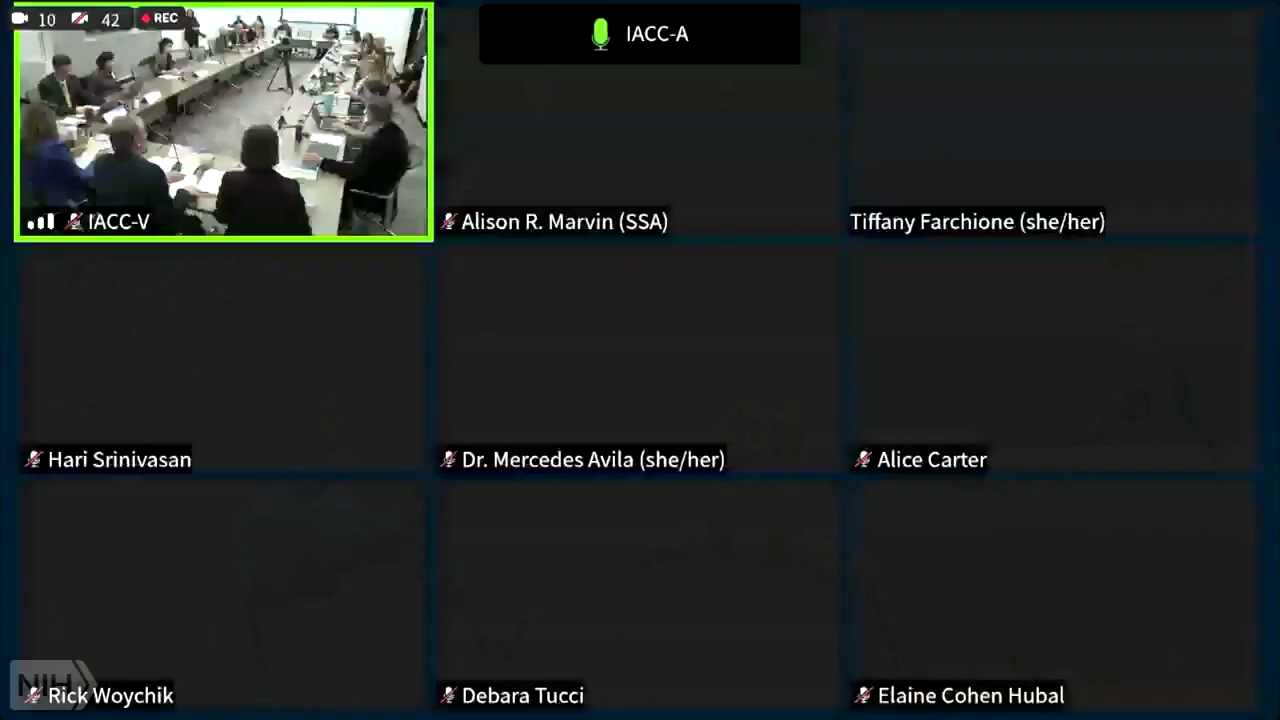 10 42 REC
IACC-A
IACC-V
Alison R. Marvin (SSA)
Tiffany Farchione (she/her)
Hari Srinivasan
Dr. Mercedes Avila (she/her)
Alice Carter
NIH
Rick Woychik
Debara Tucci
Elaine Cohen Hubal